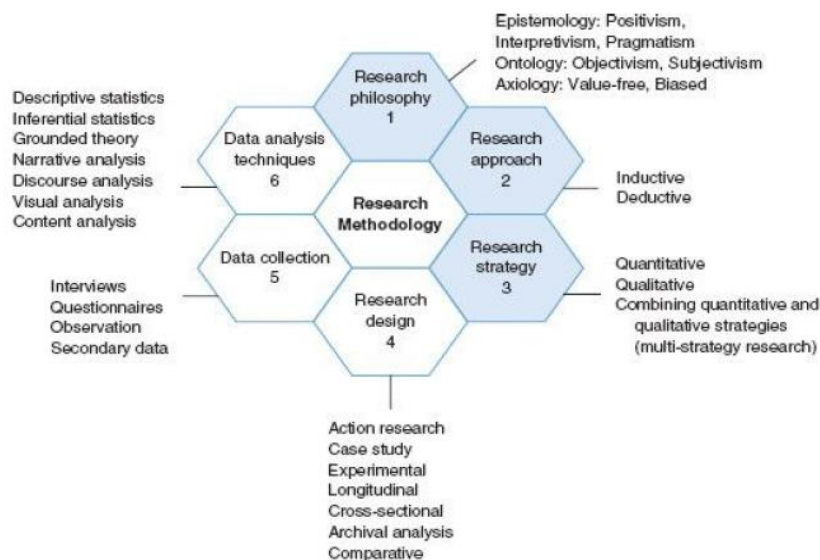 Epistemology: Positivism,
Interpretivism, Pragmatism
Ontology: Objectivism, Subjectivism
Axiology: Value-free, Biased
Research
philosophy
1
Research
approach
2
Inductive
Deductive
Research
strategy
3
Quantitative
Qualitative
Combining quantitative and
qualitative strategies
(multi-strategy research)
Research
design
4
Action research
Case study
Experimental
Longitudinal
Cross-sectional
Archival analysis
Comparative
Data collection
5
Interviews
Questionnaires
Observation
Secondary data
Data analysis
techniques
6
Descriptive statistics
Inferential statistics
Grounded theory
Narrative analysis
Discourse analysis
Visual analysis
Content analysis
Research
Methodology